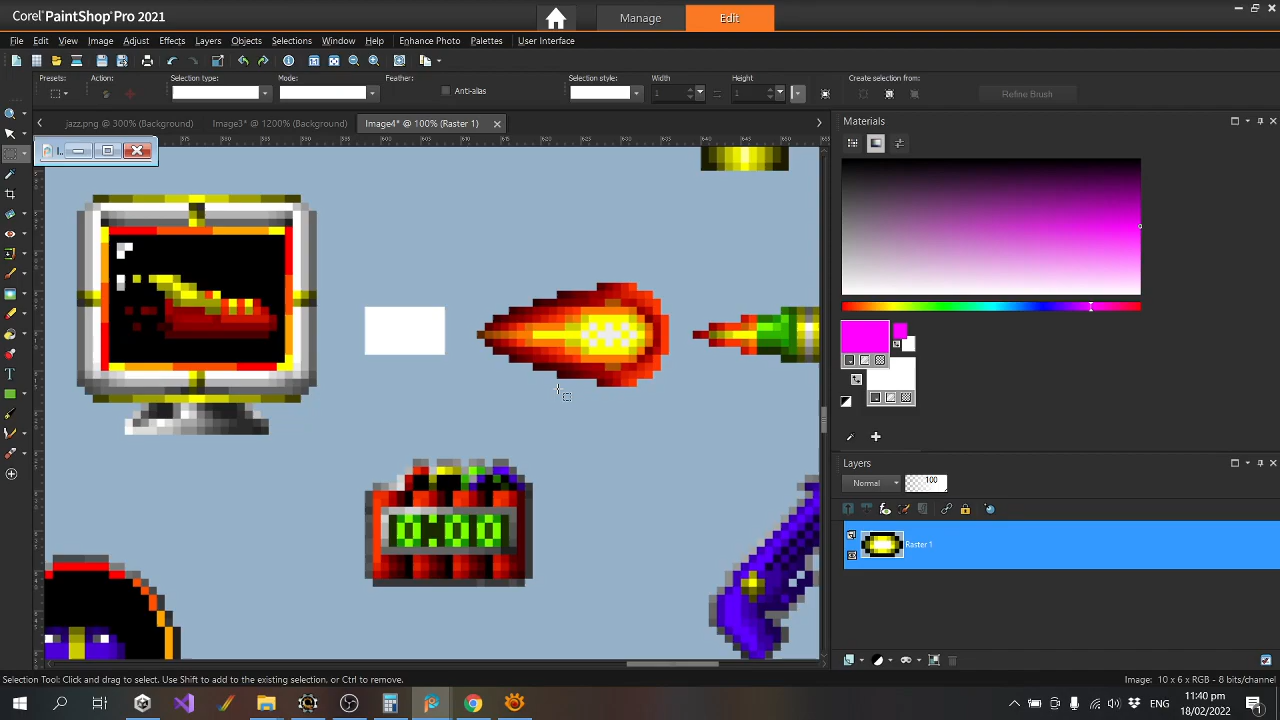 Corel PaintShop Pro 2021
Manage
Edit
File Edit View Image Adjust Effects Layers Objects Selections Window Help Enhance Photo Palettes User Interface
Presets: Action: Selection type: Mode: Feather: Selection style: Width Height Create selection from:
Anti-alias
1
1
Refine Brush
jazz.png @ 300% (Background)
Image3* @ 1200% (Background)
Image4* @ 100% (Raster 1)
Materials
0:00
Layers
Normal
100
Raster 1
Selection Tool: Click and drag to select. Use Shift to add to the existing selection, or Ctrl to remove.
Image: 10 x 6 x RGB - 8 bits/channel
ENG
11:40 pm
18/02/2022